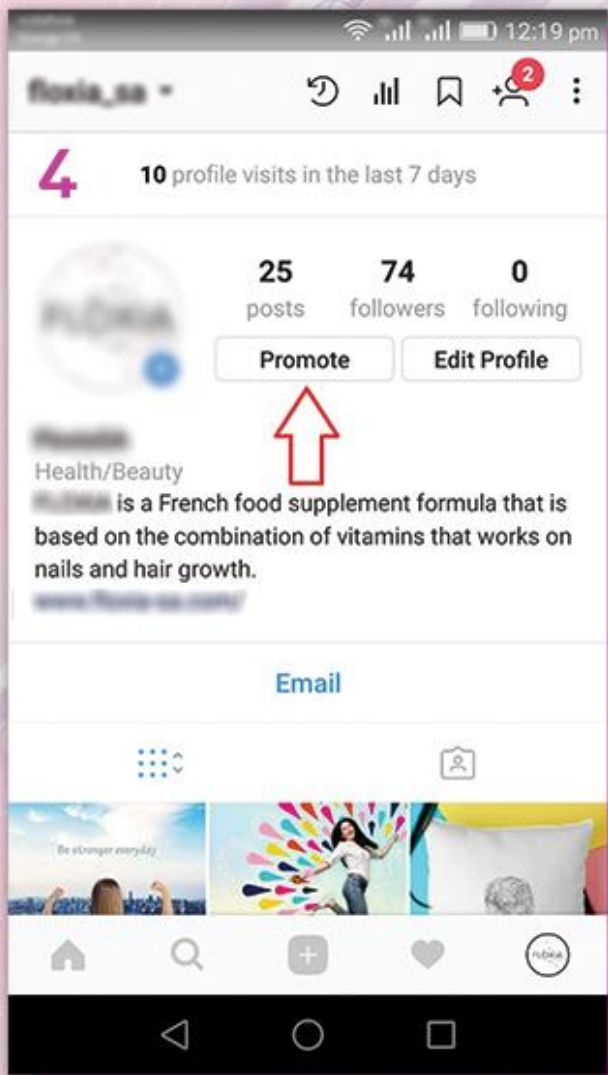 12:19 pm
floxia_sa
2
4
10 profile visits in the last 7 days
25 74 0
posts followers following
Promote Edit Profile
Health/Beauty
is a French food supplement formula that is
based on the combination of vitamins that works on
nails and hair growth.
Email
Be stronger everyday